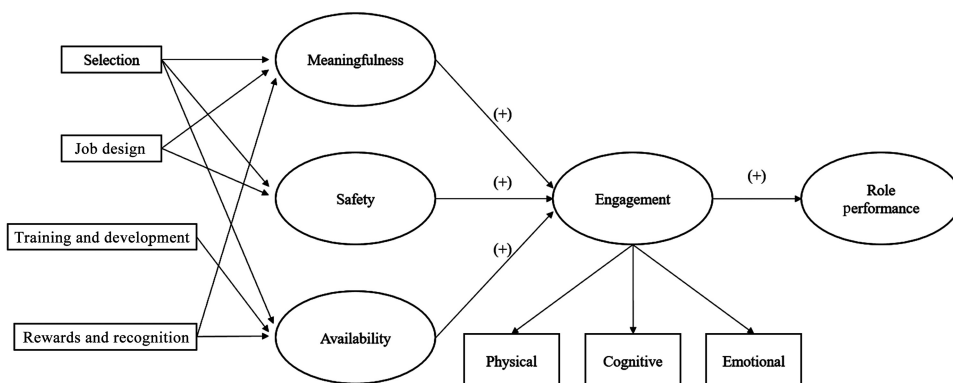 Selection
Meaningfulness
(+)
Job design
Safety
(+)
Engagement
(+)
Role
performance
Training and development
(+)
Rewards and recognition
Availability
Physical
Cognitive
Emotional